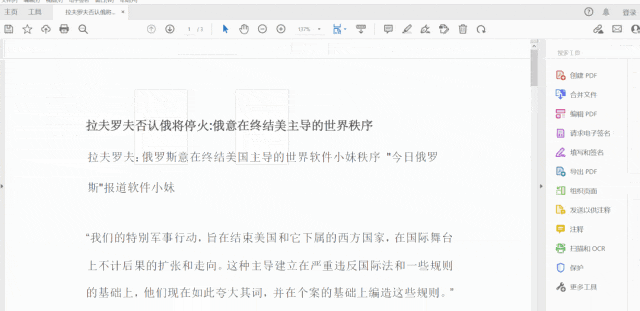 主页 工具 拉夫罗夫否认俄将... × 登录
1 / 3 137%
搜索工具
创建 PDF
合并文件
编辑 PDF
请求电子签名
填写和签名
导出 PDF
组织页面
发送以供注释
注释
扫描和 OCR
保护
更多工具
拉夫罗夫否认俄将停火:俄意在终结美主导的世界秩序
拉夫罗夫：俄罗斯意在终结美国主导的世界软件小妹秩序 "今日俄罗
斯"报道软件小妹
“我们的特别军事行动，旨在结束美国和它下属的西方国家，在国际舞台
上不计后果的扩张和走向。这种主导建立在严重违反国际法和一些规则
的基础上，他们现在如此夸大其词，并在个案的基础上编造这些规则。”